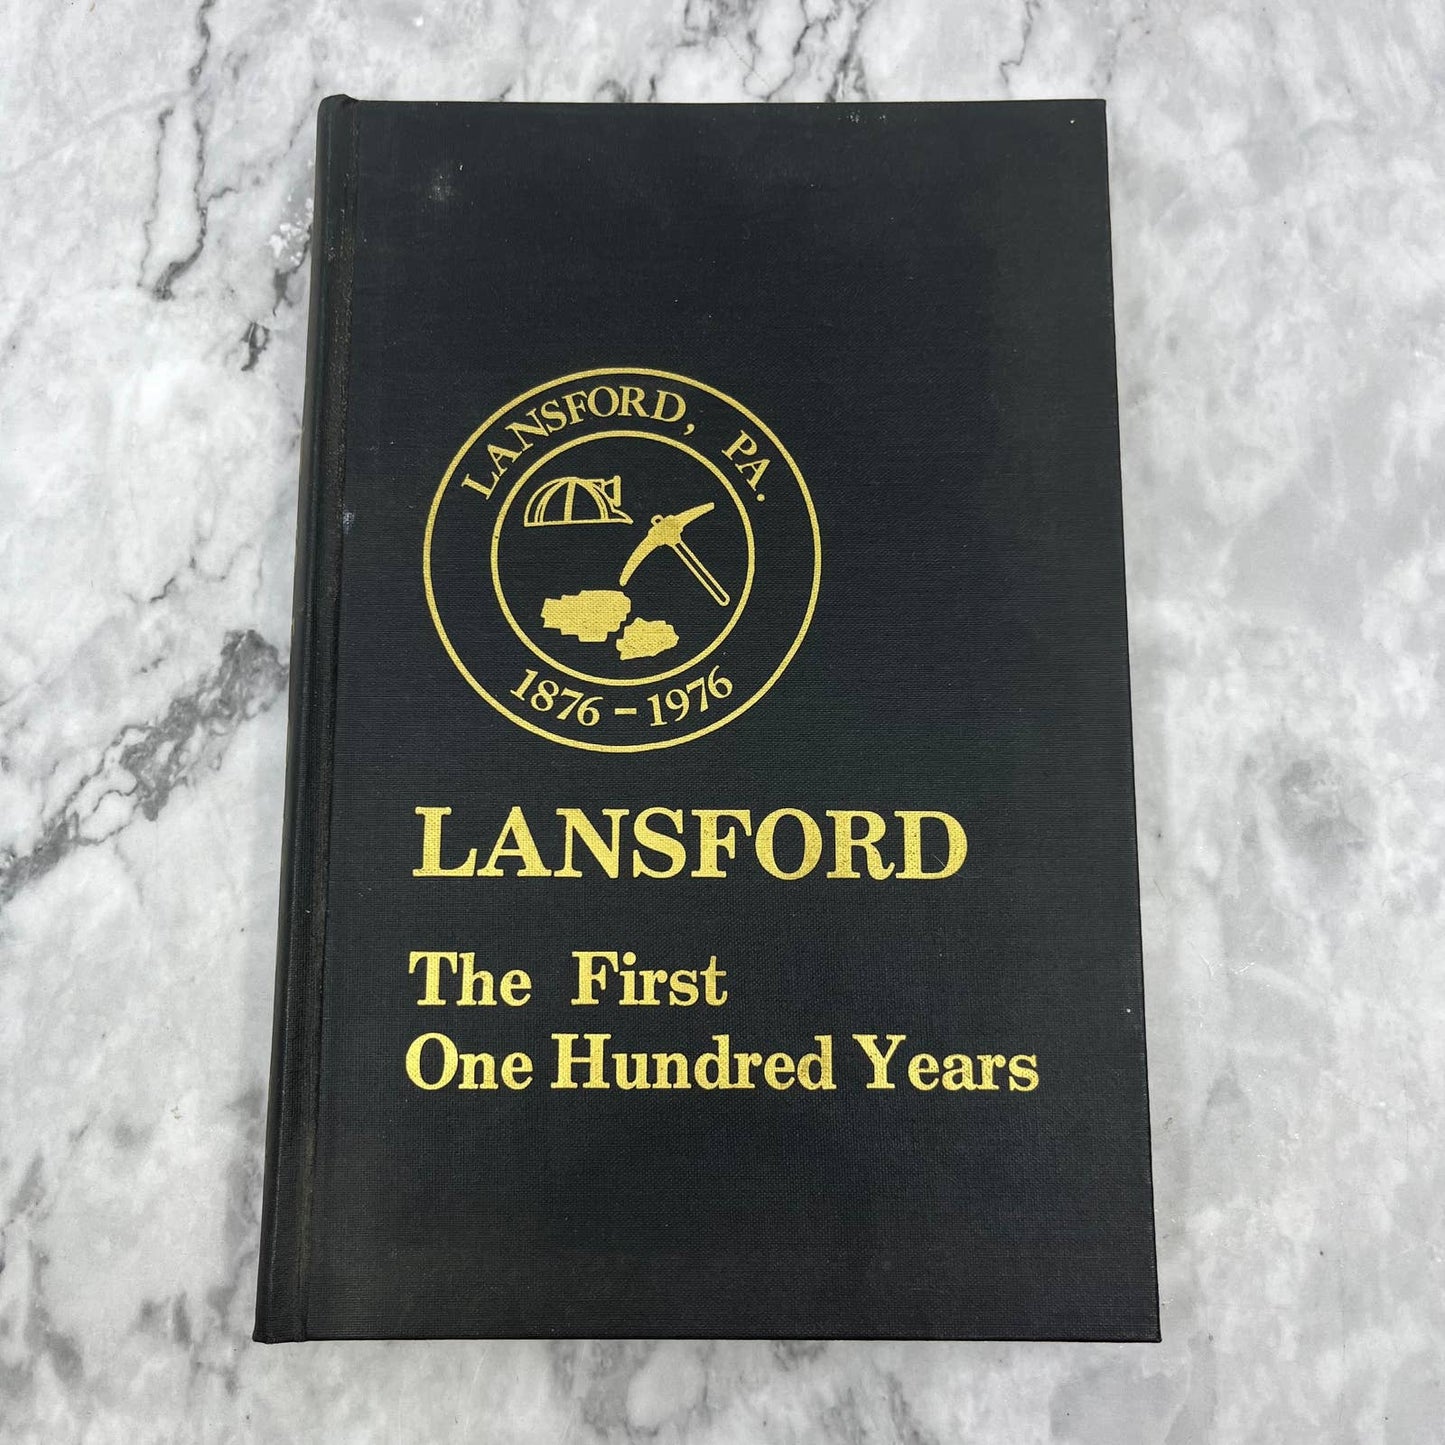 LANSFORD, PA.
1876 - 1976
LANSFORD
The First
One Hundred Years